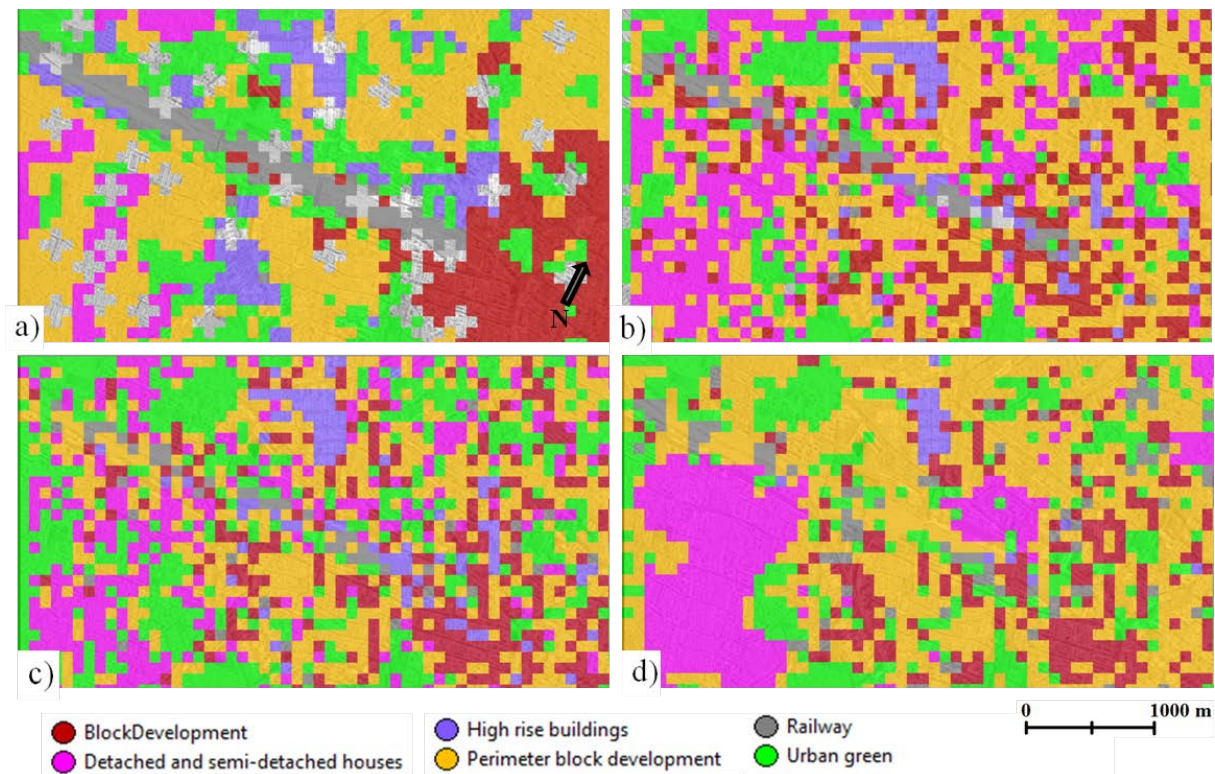 N
a)
b)
c)
d)
0 1000 m
BlockDevelopment
High rise buildings
Railway
Detached and semi-detached houses
Perimeter block development
Urban green